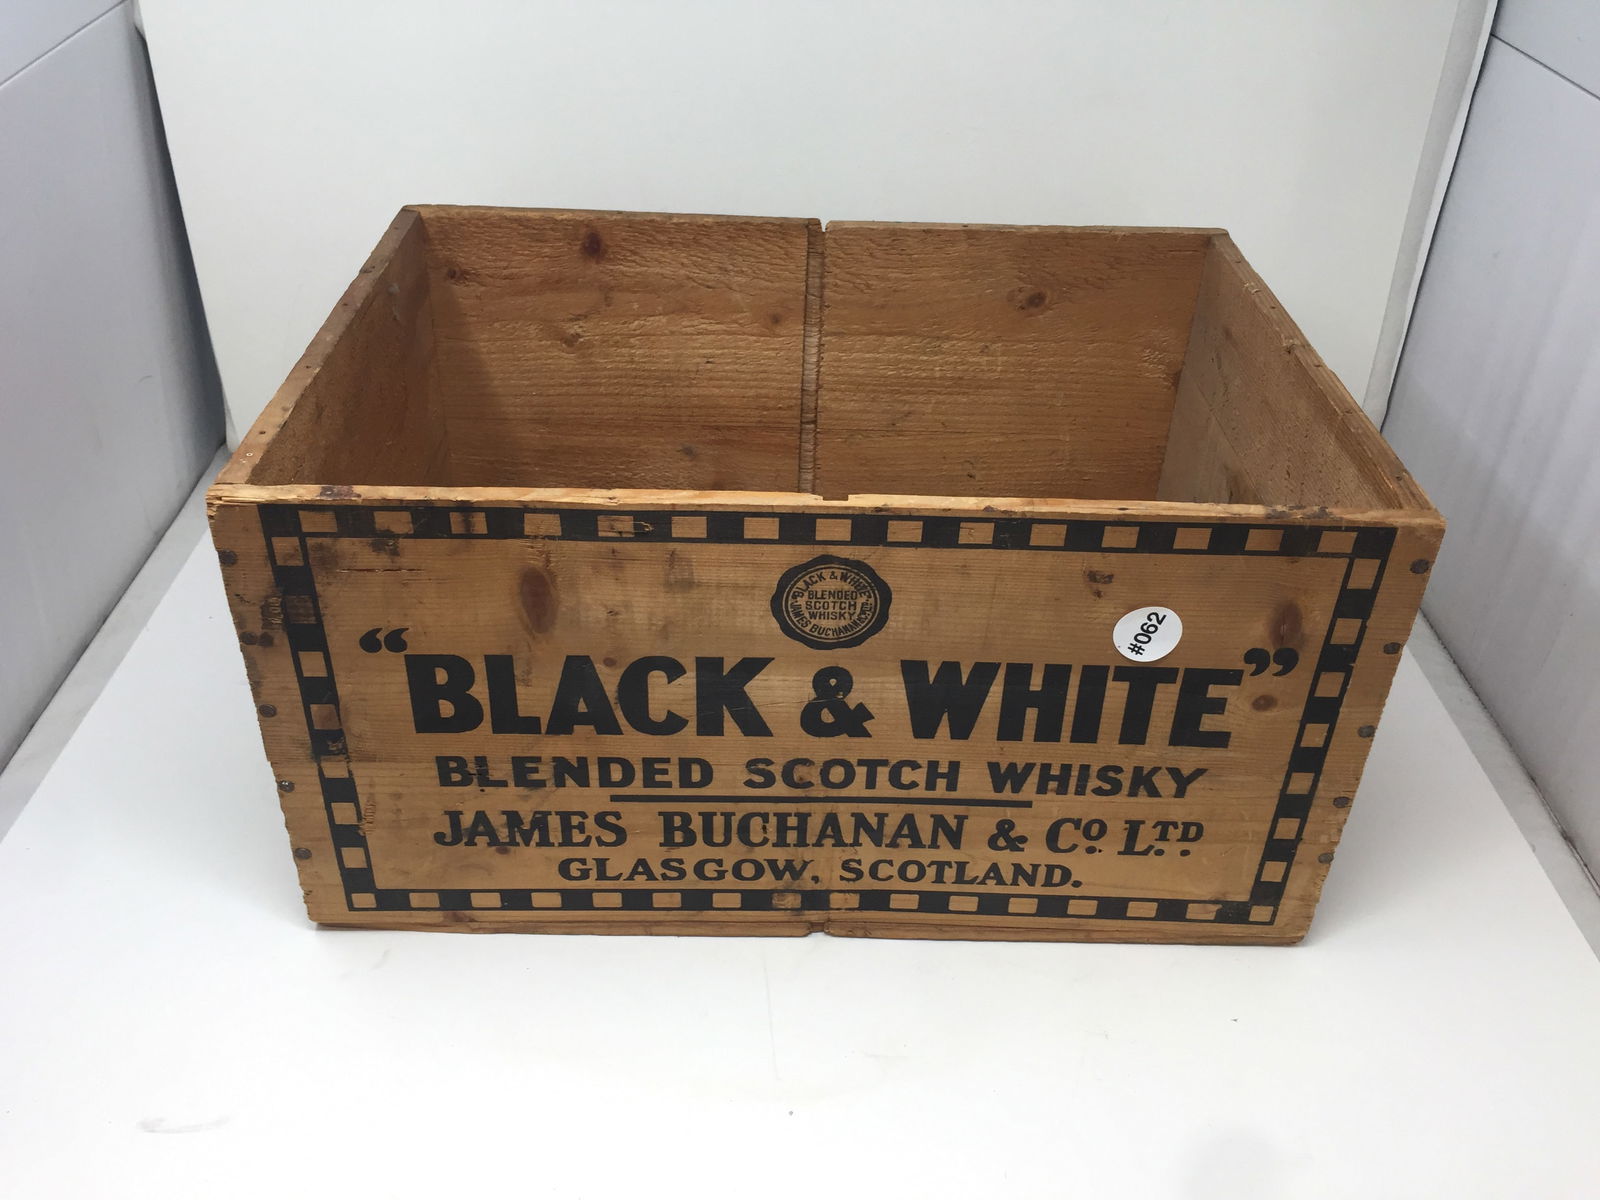 BLACK & WHITE
BLENDED
SCOTCH
WHISKY
JAMES BUCHANAN & CO LTD
#062
“BLACK & WHITE”
BLENDED SCOTCH WHISKY
JAMES BUCHANAN & Cº. LTD.
GLASGOW, SCOTLAND.